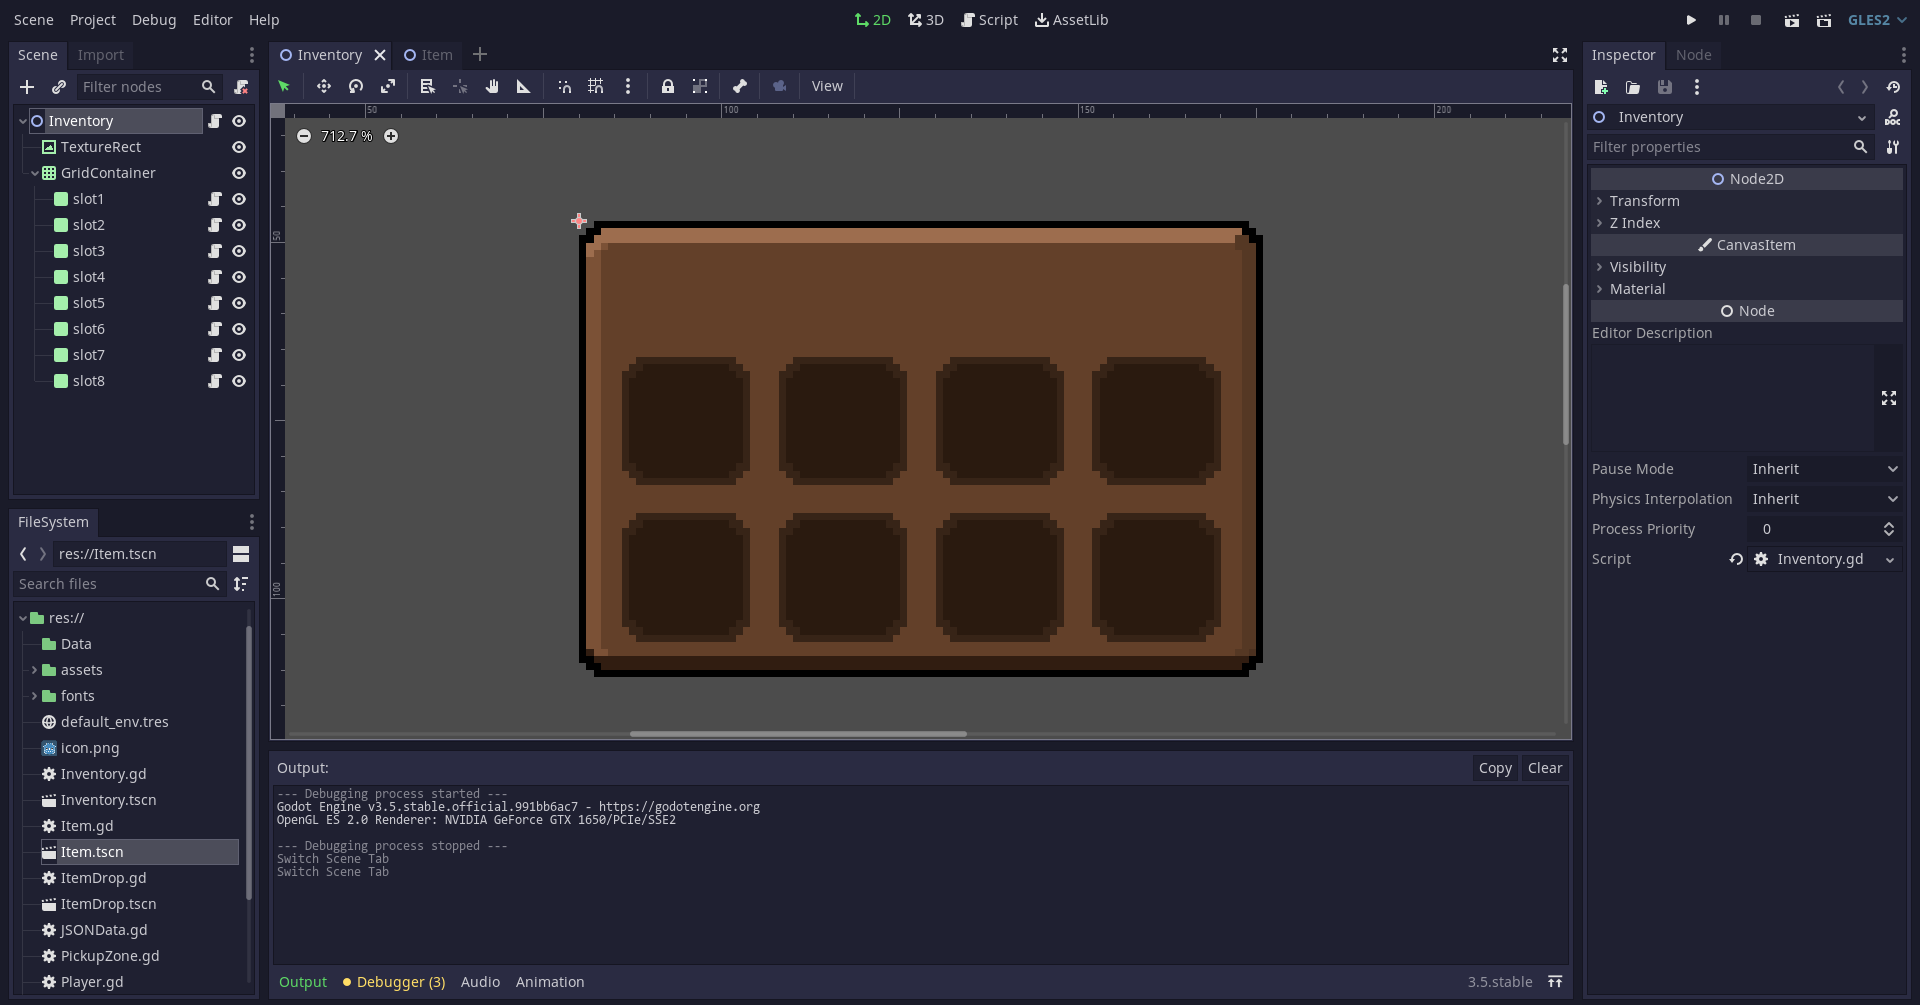 Scene Project Debug Editor Help
2D 3D Script AssetLib
GLES2
Scene Import
Filter nodes
Inventory
TextureRect
GridContainer
slot1
slot2
slot3
slot4
slot5
slot6
slot7
slot8
FileSystem
res://Item.tscn
Search files
res://
Data
assets
fonts
default_env.tres
icon.png
Inventory.gd
Inventory.tscn
Item.gd
Item.tscn
ItemDrop.gd
ItemDrop.tscn
JSONData.gd
PickupZone.gd
Player.gd
Inventory Item
View
50 100 150 200
712.7 %
50
100
Output:
Copy Clear
--- Debugging process started ---
Godot Engine v3.5.stable.official.991bb6ac7 - https://godotengine.org
OpenGL ES 2.0 Renderer: NVIDIA GeForce GTX 1650/PCIe/SSE2
--- Debugging process stopped ---
Switch Scene Tab
Switch Scene Tab
Output Debugger (3) Audio Animation
3.5.stable
Inspector Node
Inventory
Filter properties
Node2D
Transform
Z Index
CanvasItem
Visibility
Material
Node
Editor Description
Pause Mode Inherit
Physics Interpolation Inherit
Process Priority 0
Script Inventory.gd